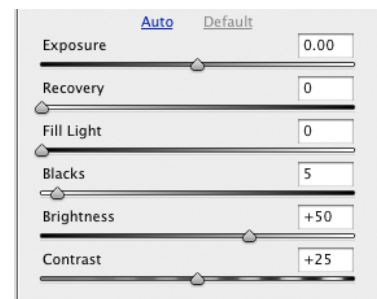 Auto Default
Exposure 0.00
Recovery 0
Fill Light 0
Blacks 5
Brightness +50
Contrast +25